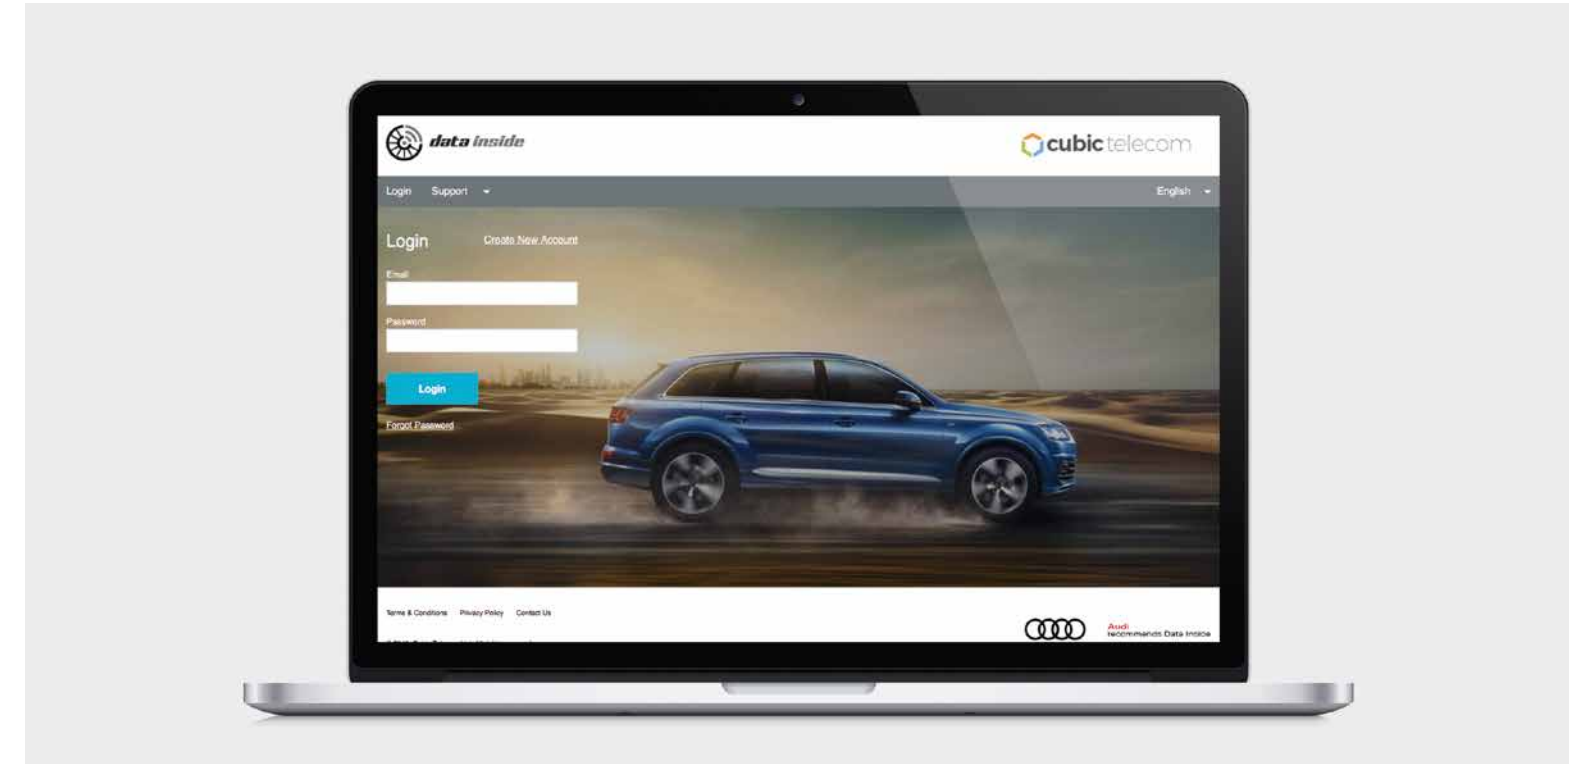 data inside
cubic telecom
Login Support
English
Login Create New Account
Email
Password
Login
Forgot Password
Terms & Conditions Privacy Policy Contact Us
Audi
recommends Data Inside